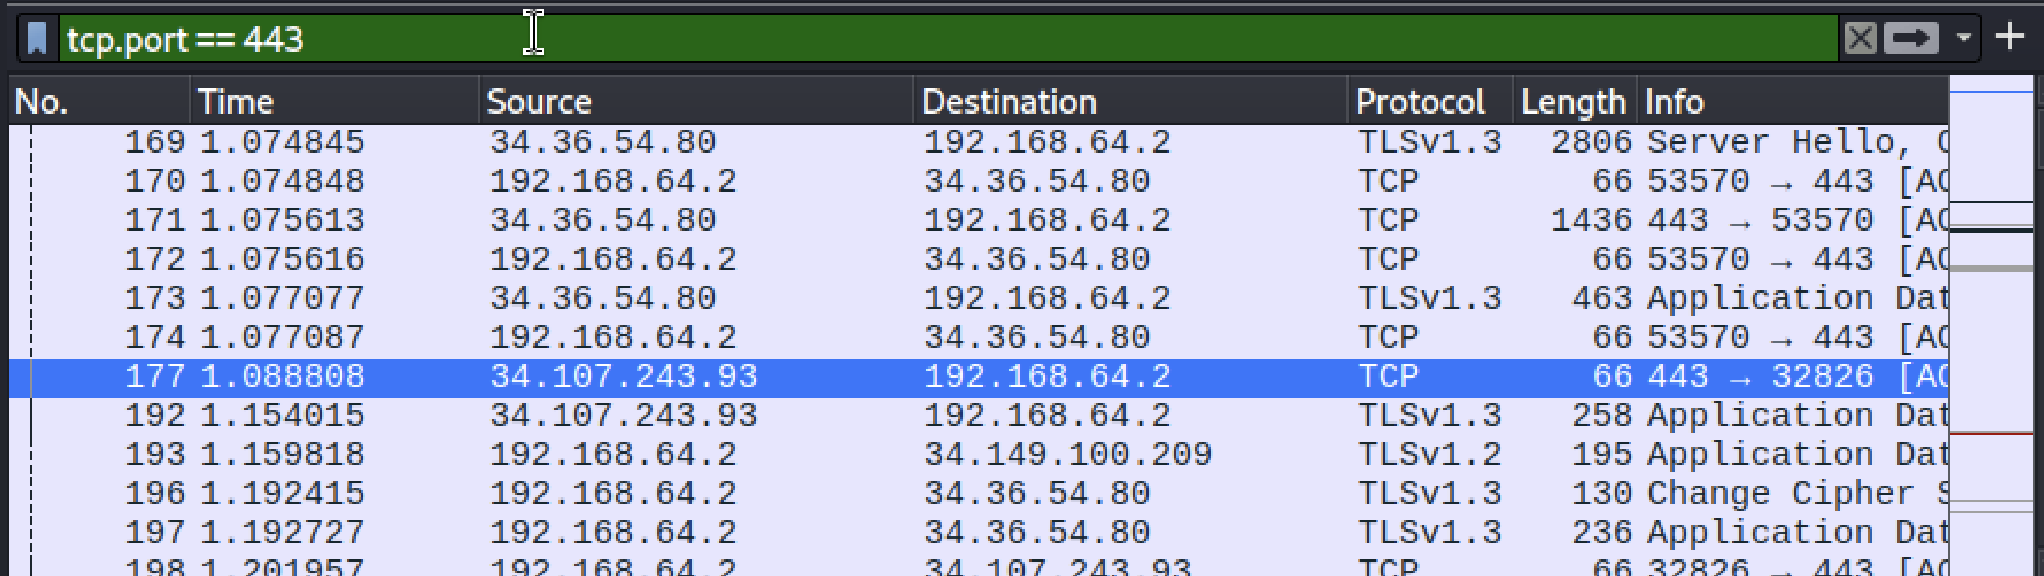 tcp.port == 443
No. Time Source Destination Protocol Length Info
169 1.074845 34.36.54.80 192.168.64.2 TLSv1.3 2806 Server Hello,
170 1.074848 192.168.64.2 34.36.54.80 TCP 66 53570 → 443 [AC
171 1.075613 34.36.54.80 192.168.64.2 TCP 1436 443 → 53570 [AC
172 1.075616 192.168.64.2 34.36.54.80 TCP 66 53570 → 443 [AC
173 1.077077 34.36.54.80 192.168.64.2 TLSv1.3 463 Application Dat
174 1.077087 192.168.64.2 34.36.54.80 TCP 66 53570 → 443 [AC
177 1.088808 34.107.243.93 192.168.64.2 TCP 66 443 → 32826 [AC
192 1.154015 34.107.243.93 192.168.64.2 TLSv1.3 258 Application Dat
193 1.159818 192.168.64.2 34.149.100.209 TLSv1.2 195 Application Dat
196 1.192415 192.168.64.2 34.36.54.80 TLSv1.3 130 Change Cipher S
197 1.192727 192.168.64.2 34.36.54.80 TLSv1.3 236 Application Dat
198 1.201957 192.168.64.2 34.107.243.93 TCP 66 32826 → 443 [AC